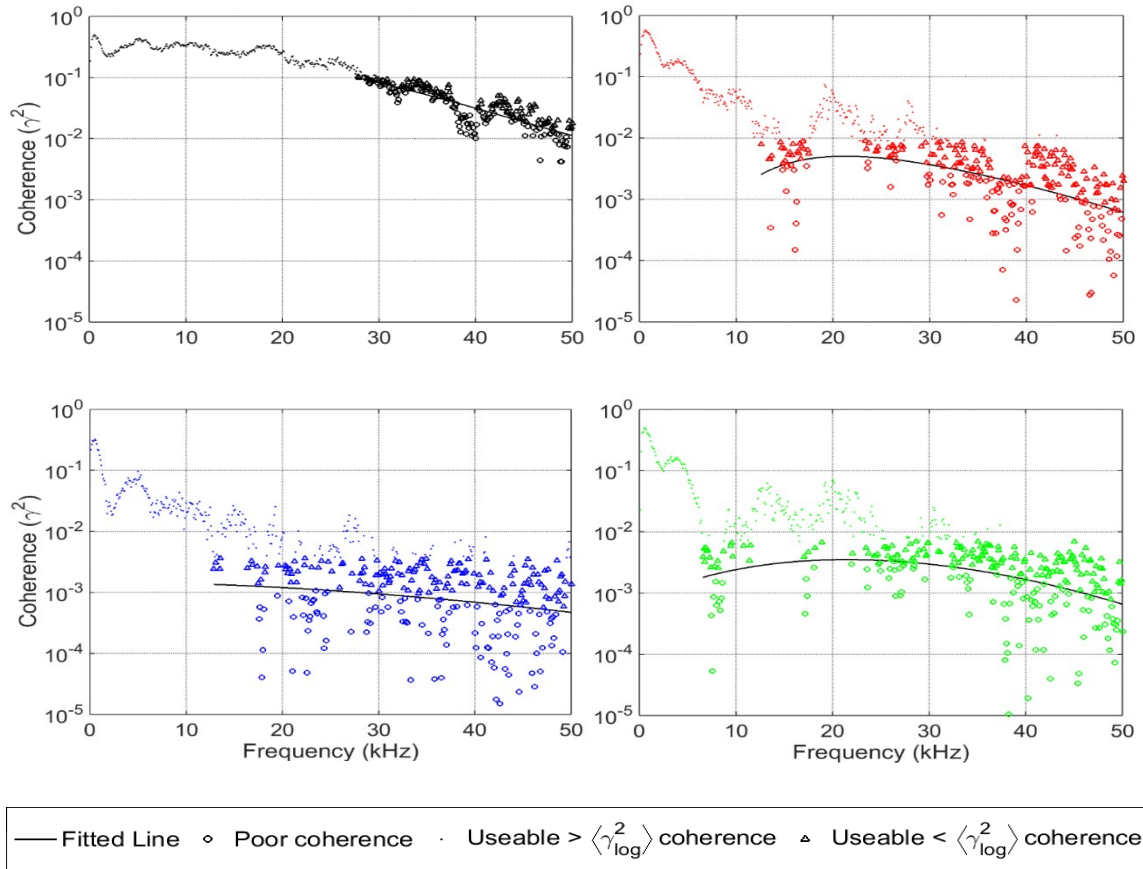 10^0 10^0
10^-1 10^-1
Coherence (γ^2)
10^-2 10^-2
10^-3 10^-3
10^-4 10^-4
10^-5 10^-5
0 10 20 30 40 50 0 10 20 30 40 50
10^0 10^0
10^-1 10^-1
Coherence (γ^2)
10^-2 10^-2
10^-3 10^-3
10^-4 10^-4
10^-5 10^-5
0 10 20 30 40 50 0 10 20 30 40 50
Frequency (kHz) Frequency (kHz)
Fitted Line Poor coherence Useable > ⟨γ^2_log⟩ coherence Useable < ⟨γ^2_log⟩ coherence